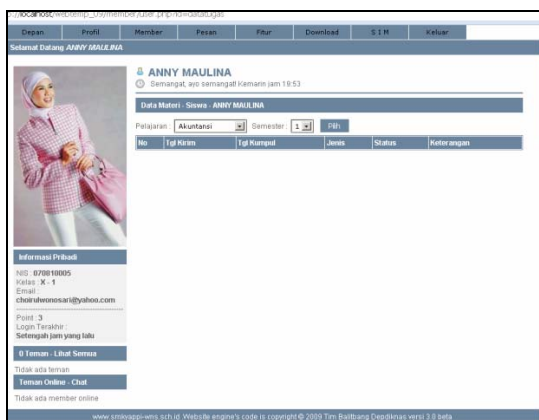 ://localhost/webtemp_09/member/user.php?id=datatugas
Depan Profil Member Pesan Fitur Download S I M Keluar
Selamat Datang ANNY MAULINA
ANNY MAULINA
Semangat, ayo semangat! Kemarin jam 19:53
Data Materi - Siswa - ANNY MAULINA
Pelajaran : Akuntansi Semester : 1 Pilih
No Tgl Kirim Tgl Kumpul Jenis Status Keterangan
Informasi Pribadi
NIS : 070810005
Kelas : X - 1
Email :
choirulwonosari@yahoo.com
Point : 3
Login Terakhir :
Setengah jam yang lalu
0 Teman - Lihat Semua
Tidak ada teman
Teman Online - Chat
Tidak ada member online
www.smkyappi-wns.sch.id. Website engine's code is copyright © 2009 Tim Balitbang Depdiknas versi 3.0 beta